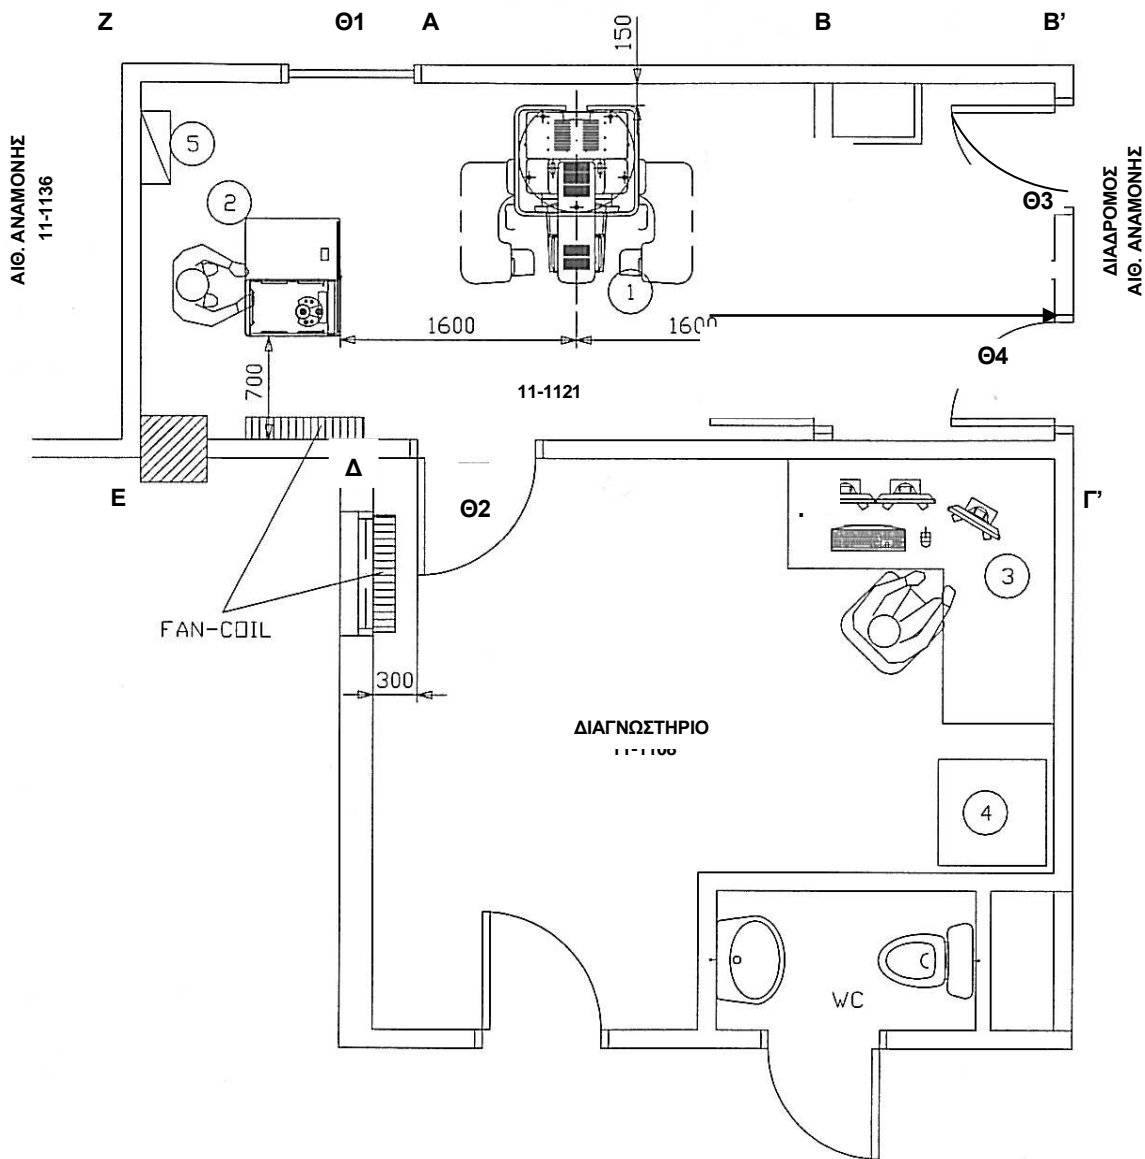 Ζ Θ1 Α Β Β'
150
ΑΙΘ. ΑΝΑΜΟΝΗΣ
11-1136
5
2
Θ3
ΔΙΑΔΡΟΜΟΣ
ΑΙΘ. ΑΝΑΜΟΝΗΣ
1
1600
Θ4
700
11-1121
Δ
Ε
Θ2
Γ'
3
FAN-COIL
300
ΔΙΑΓΝΩΣΤΗΡΙΟ
4
WC